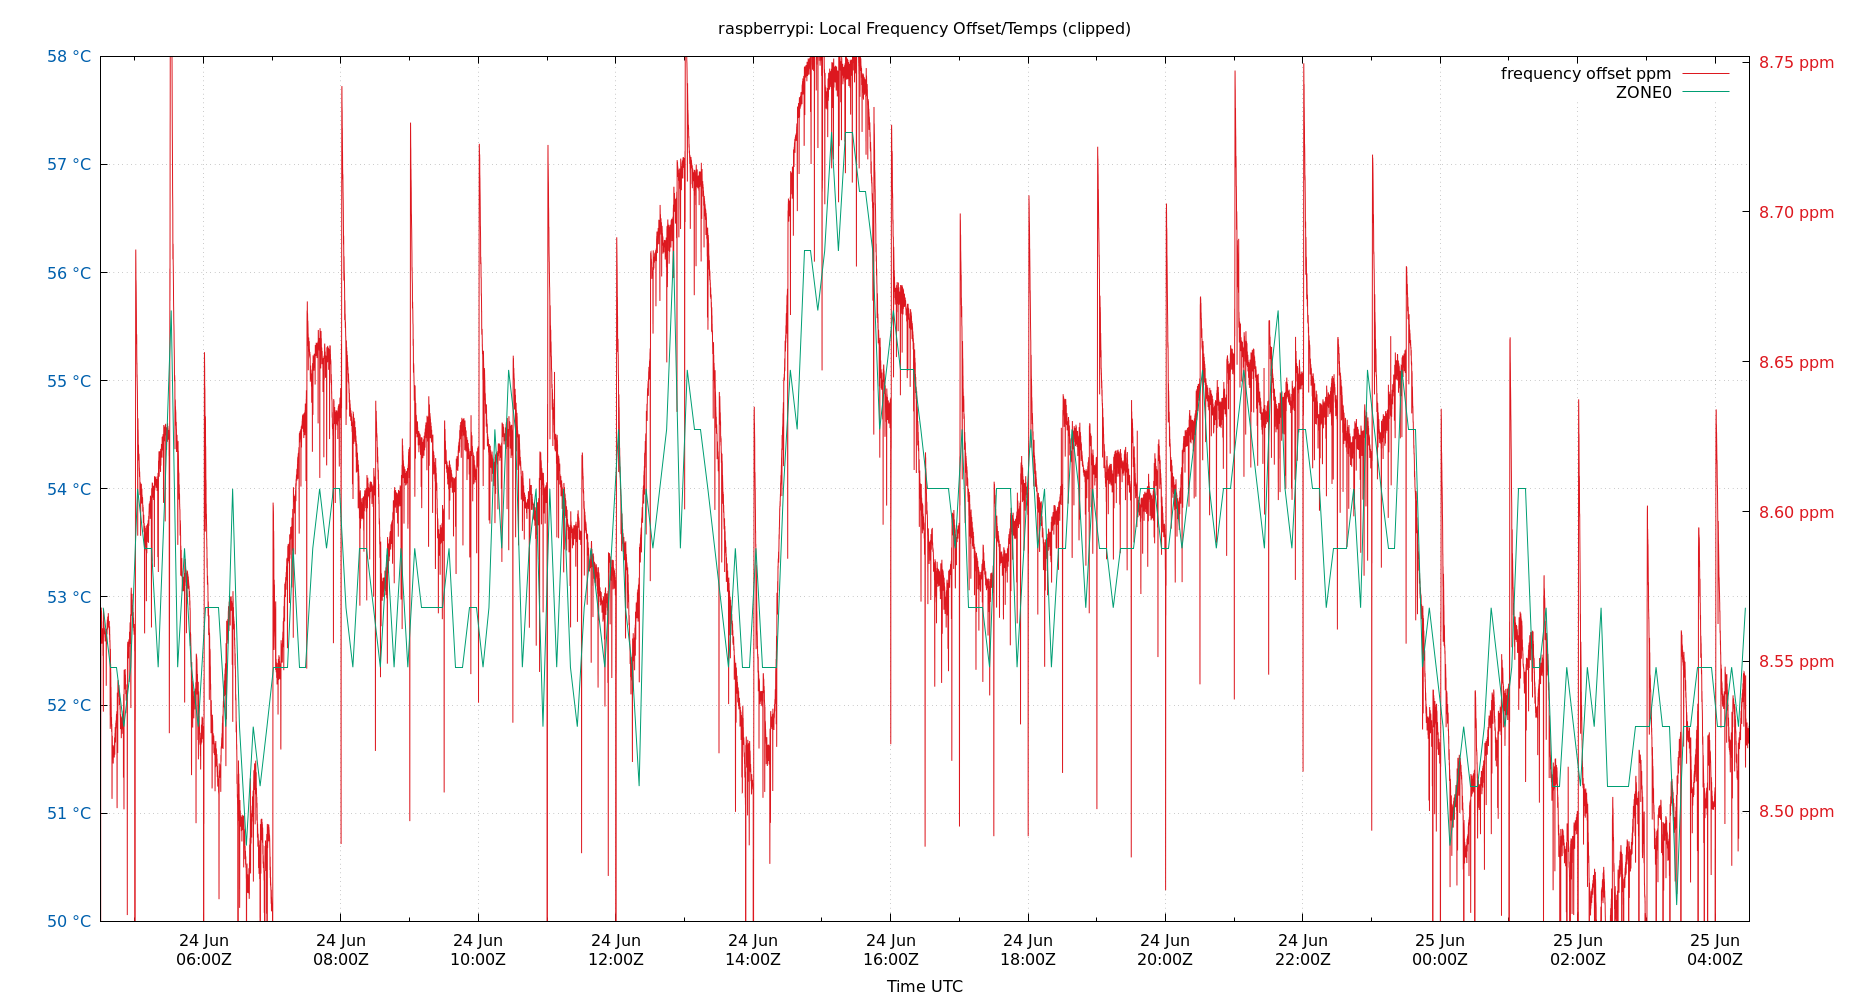 raspberrypi: Local Frequency Offset/Temps (clipped)
frequency offset ppm
ZONE0
58 °C
57 °C
56 °C
55 °C
54 °C
53 °C
52 °C
51 °C
50 °C
8.75 ppm
8.70 ppm
8.65 ppm
8.60 ppm
8.55 ppm
8.50 ppm
24 Jun 24 Jun 24 Jun 24 Jun 24 Jun 24 Jun 24 Jun 24 Jun 24 Jun 25 Jun 25 Jun 25 Jun
06:00Z 08:00Z 10:00Z 12:00Z 14:00Z 16:00Z 18:00Z 20:00Z 22:00Z 00:00Z 02:00Z 04:00Z
Time UTC